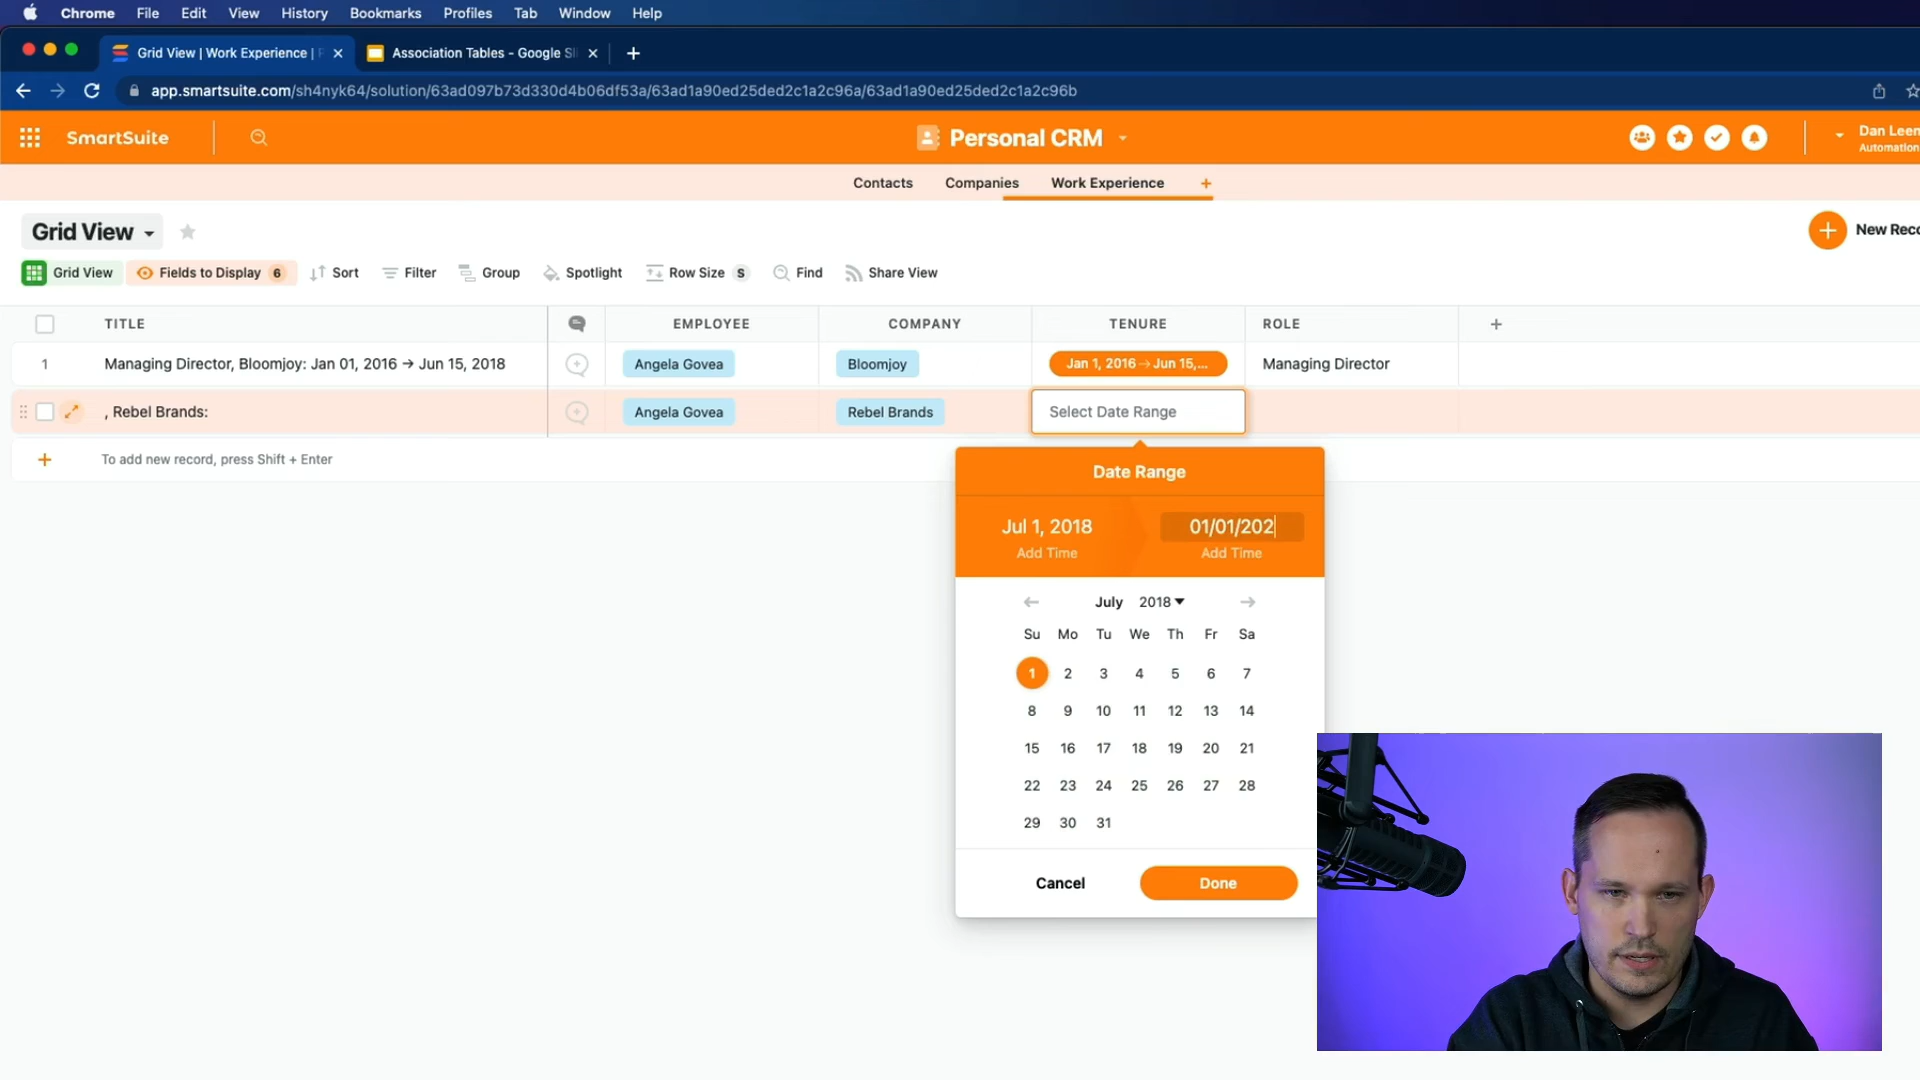 Chrome File Edit View History Bookmarks Profiles Tab Window Help
Grid View | Work Experience |
Association Tables - Google Sl
app.smartsuite.com/sh4nyk64/solution/63ad097b73d330d4b06df53a/63ad1a90ed25ded2c1a2c96a/63ad1a90ed25ded2c1a2c96b
SmartSuite
Personal CRM
Dan Leen
Automation
Contacts Companies Work Experience +
Grid View
New Reco
Grid View Fields to Display 6 Sort Filter Group Spotlight Row Size S Find Share View
TITLE EMPLOYEE COMPANY TENURE ROLE +
1 Managing Director, Bloomjoy: Jan 01, 2016 → Jun 15, 2018 Angela Govea Bloomjoy Jan 1, 2016 → Jun 15,... Managing Director
, Rebel Brands: Angela Govea Rebel Brands Select Date Range
+ To add new record, press Shift + Enter
Date Range
Jul 1, 2018 01/01/202
Add Time Add Time
← July 2018 →
Su Mo Tu We Th Fr Sa
1 2 3 4 5 6 7
8 9 10 11 12 13 14
15 16 17 18 19 20 21
22 23 24 25 26 27 28
29 30 31
Cancel Done